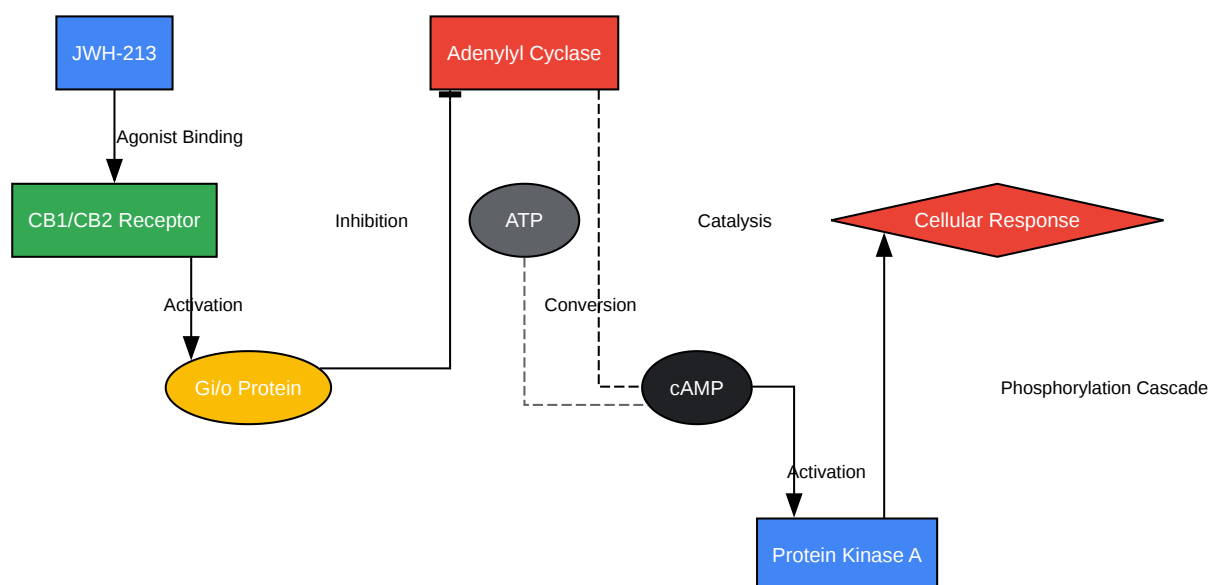 JWH-213
Adenylyl Cyclase
Agonist Binding
CB1/CB2 Receptor
Inhibition
ATP
Catalysis
Cellular Response
Activation
Conversion
Gi/o Protein
cAMP
Phosphorylation Cascade
Activation
Protein Kinase A